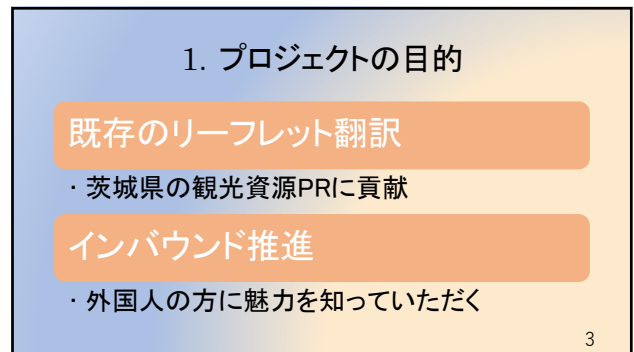 1. プロジェクトの目的
既存のリーフレット翻訳
・茨城県の観光資源PRに貢献
インバウンド推進
・外国人の方に魅力を知っていただく
3